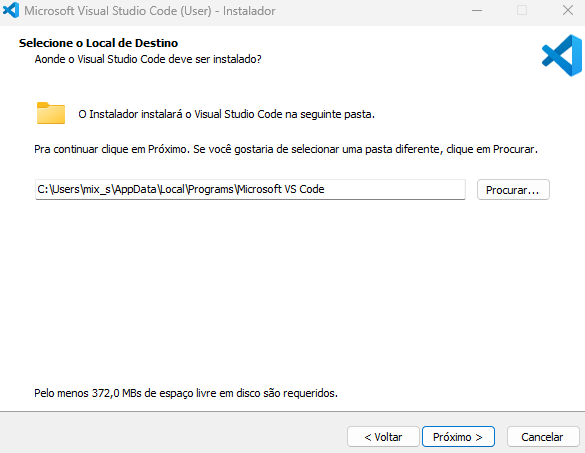 Microsoft Visual Studio Code (User) - Instalador
Selecione o Local de Destino
Aonde o Visual Studio Code deve ser instalado?
O Instalador instalará o Visual Studio Code na seguinte pasta.
Pra continuar clique em Próximo. Se você gostaria de selecionar uma pasta diferente, clique em Procurar.
C:\Users\mix_s\AppData\Local\Programs\Microsoft VS Code
Procurar...
Pelo menos 372,0 MBs de espaço livre em disco são requeridos.
< Voltar
Próximo >
Cancelar